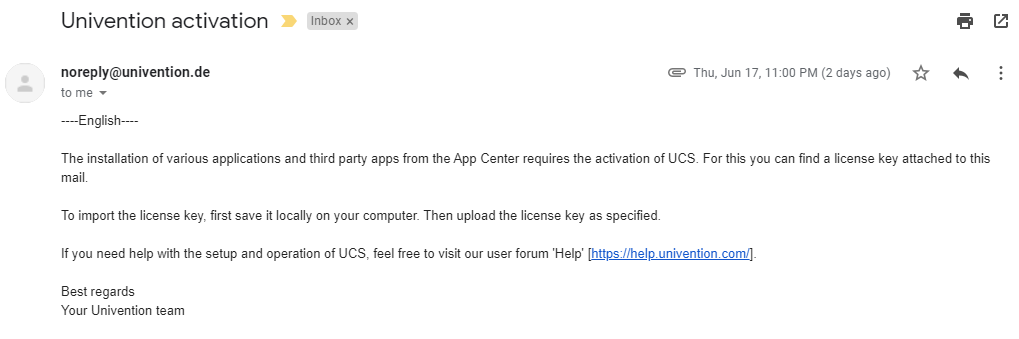 Univention activation
Inbox x
noreply@univention.de
Thu, Jun 17, 11:00 PM (2 days ago)
to me
----English----
The installation of various applications and third party apps from the App Center requires the activation of UCS. For this you can find a license key attached to this
mail.
To import the license key, first save it locally on your computer. Then upload the license key as specified.
If you need help with the setup and operation of UCS, feel free to visit our user forum 'Help' [https://help.univention.com/].
Best regards
Your Univention team